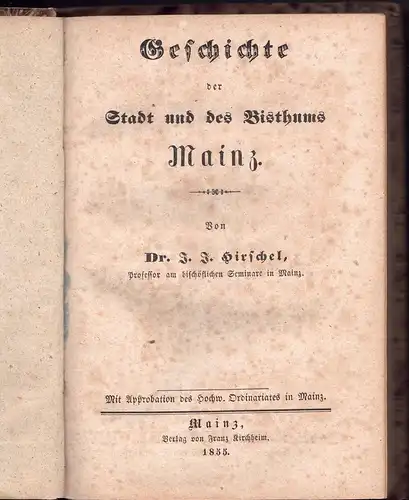 Geschichte
der
Stadt und des Bisthums
Mainz.
Von
Dr. J. J. Hirschel,
Professor am bischöflichen Seminare in Mainz.
Mit Approbation des Hochw. Ordinariates in Mainz.
Mainz,
Verlag von Franz Kirchheim.
1855.